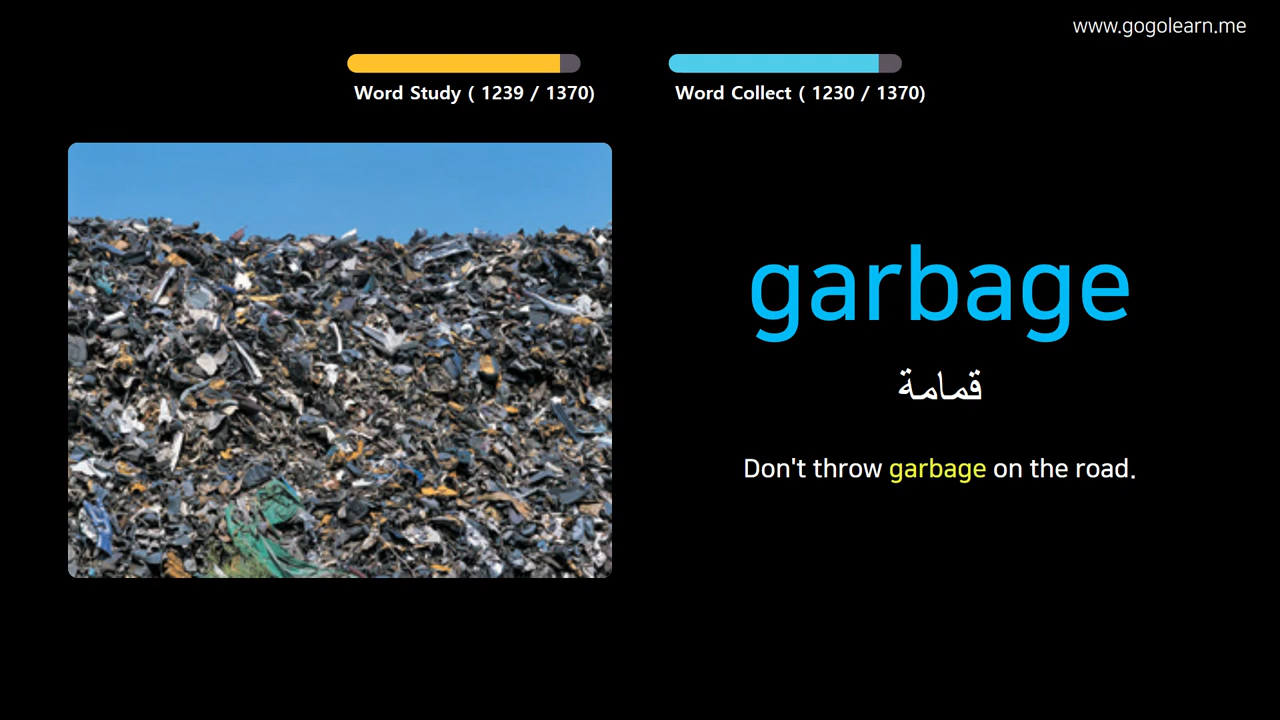 www.gogolearn.me
Word Study ( 1239 / 1370)
Word Collect ( 1230 / 1370)
garbage
قمامة
Don't throw garbage on the road.